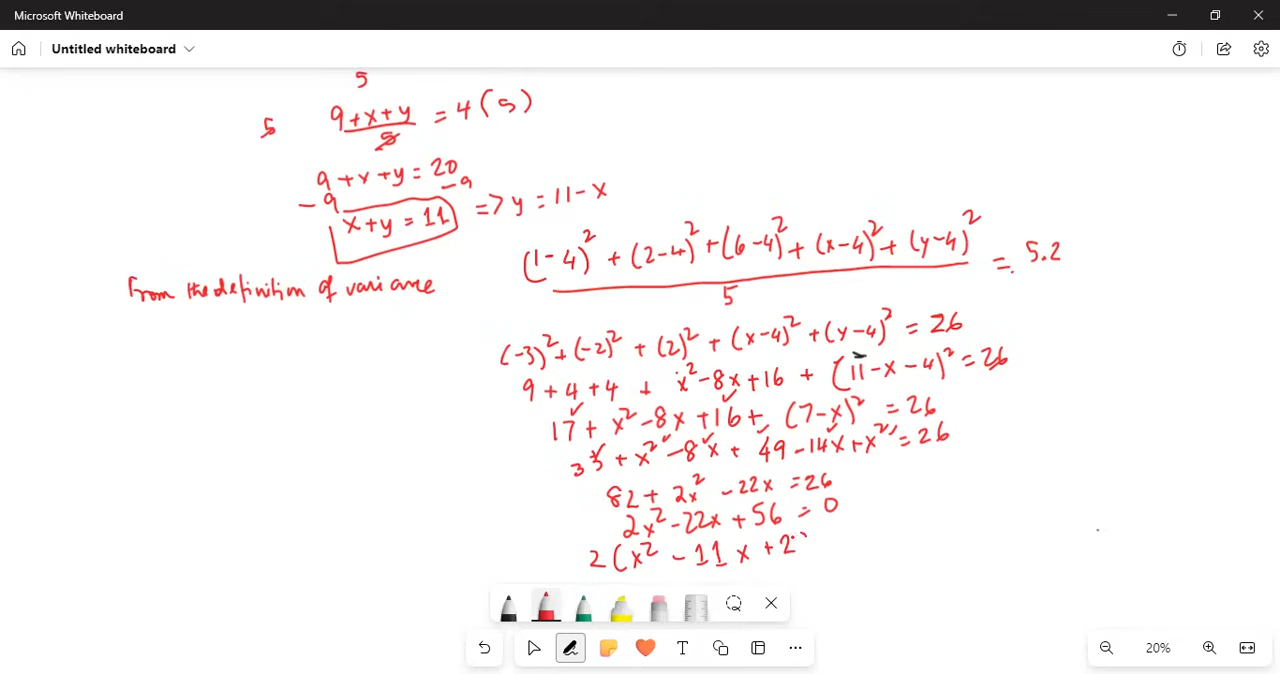 Microsoft Whiteboard
Untitled whiteboard
5
5 9+x+y/5 = 4(5)
9+x+y = 20
-9 -9
x+y = 11 => y = 11-x
From the definition of variance
(1-4)² + (2-4)² + (6-4)² + (x-4)² + (y-4)² / 5 = 5.2
(-3)² + (-2)² + (2)² + (x-4)² + (y-4)² = 26
9+4+4 + x²-8x+16 + (11-x-4)² = 26
17 + x² -8x +16 + (7-x)² = 26
33 + x² -8x + 49 -14x + x² = 26
82 + 2x² -22x = 26
2x² -22x + 56 = 0
2(x² - 11x + 2
20%